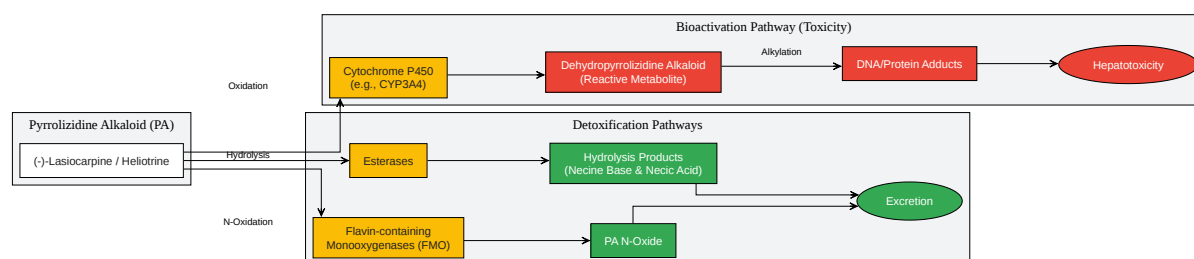 Bioactivation Pathway (Toxicity)
Alkylation
Cytochrome P450
(e.g., CYP3A4)
Dehydropyrrolizidine Alkaloid
(Reactive Metabolite)
DNA/Protein Adducts
Hepatotoxicity
Oxidation
Pyrrolizidine Alkaloid (PA)
Detoxification Pathways
(-)-Lasiocarpine / Heliotrine
Hydrolysis
Esterases
Hydrolysis Products
(Necine Base & Necic Acid)
Excretion
N-Oxidation
Flavin-containing
Monooxygenases (FMO)
PA N-Oxide